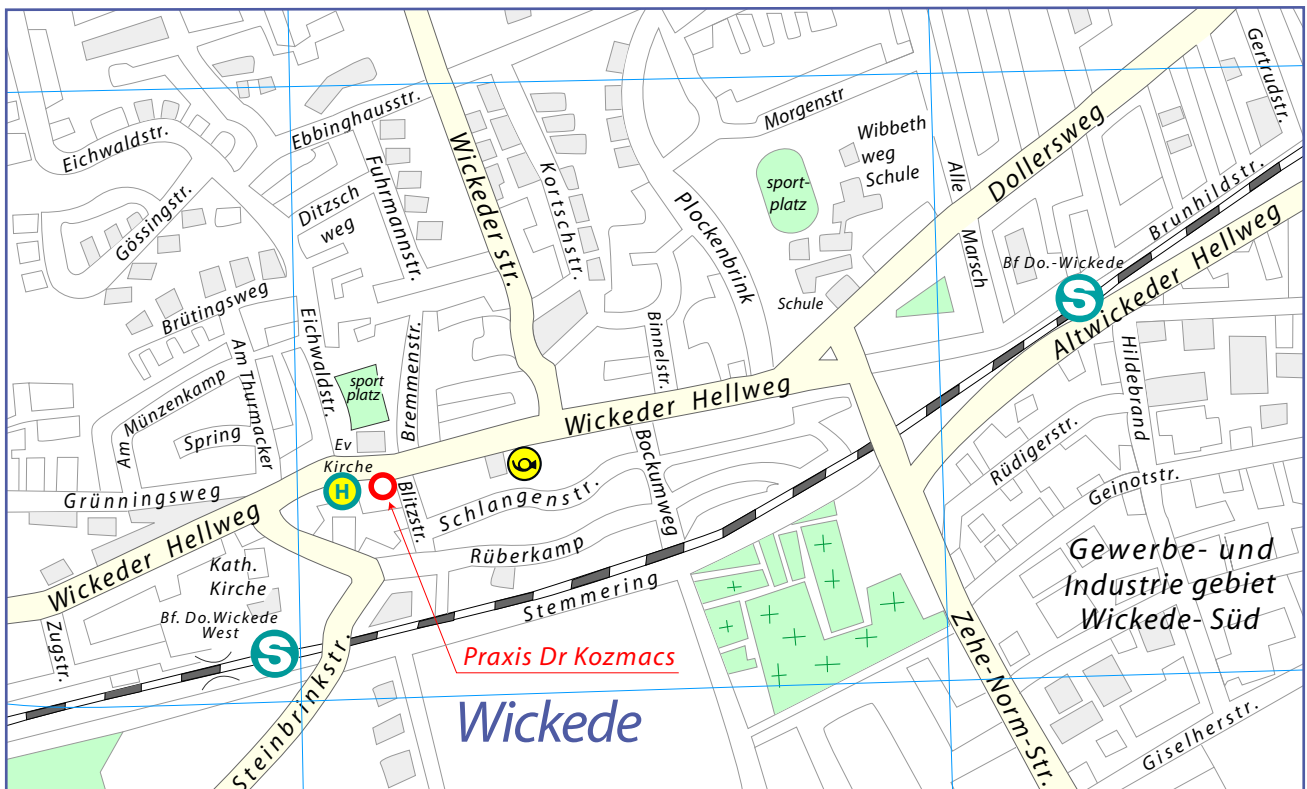 Gertrudstr.
Eichwaldstr.
Ebbinghausstr.
Morgenstr
Wickeder str.
Kortschstr.
Wibbeth
weg
Schule
Dollersweg
Alle
Marsch
Brunhildstr.
Gössingstr.
Ditzsch
weg
Fuhrmannstr.
sport-
platz
Plockenbrink
Altwickeder Hellweg
Bf Do.-Wickede
S
Schule
Brütingsweg
Eichwaldstr.
Bremmenstr.
Binnelstr.
Hildebrand
Am Thurmacker
Am Münzenkamp
Spring
sport
platz
Wickeder Hellweg
Ev
Kirche
H
Bockumweg
Rüdigerstr.
Geinotstr.
Grünningsweg
Blitzstr.
Schlangenstr.
Wickeder Hellweg
Rüberkamp
Gewerbe- und
Industrie gebiet
Wickede- Süd
Kath.
Kirche
Stemmering
Bf. Do.Wickede
West
S
Zugstr.
Praxis Dr Kozmacs
Zehe-Norm-Str.
Wickede
Steinbrinkstr.
Giselherstr.